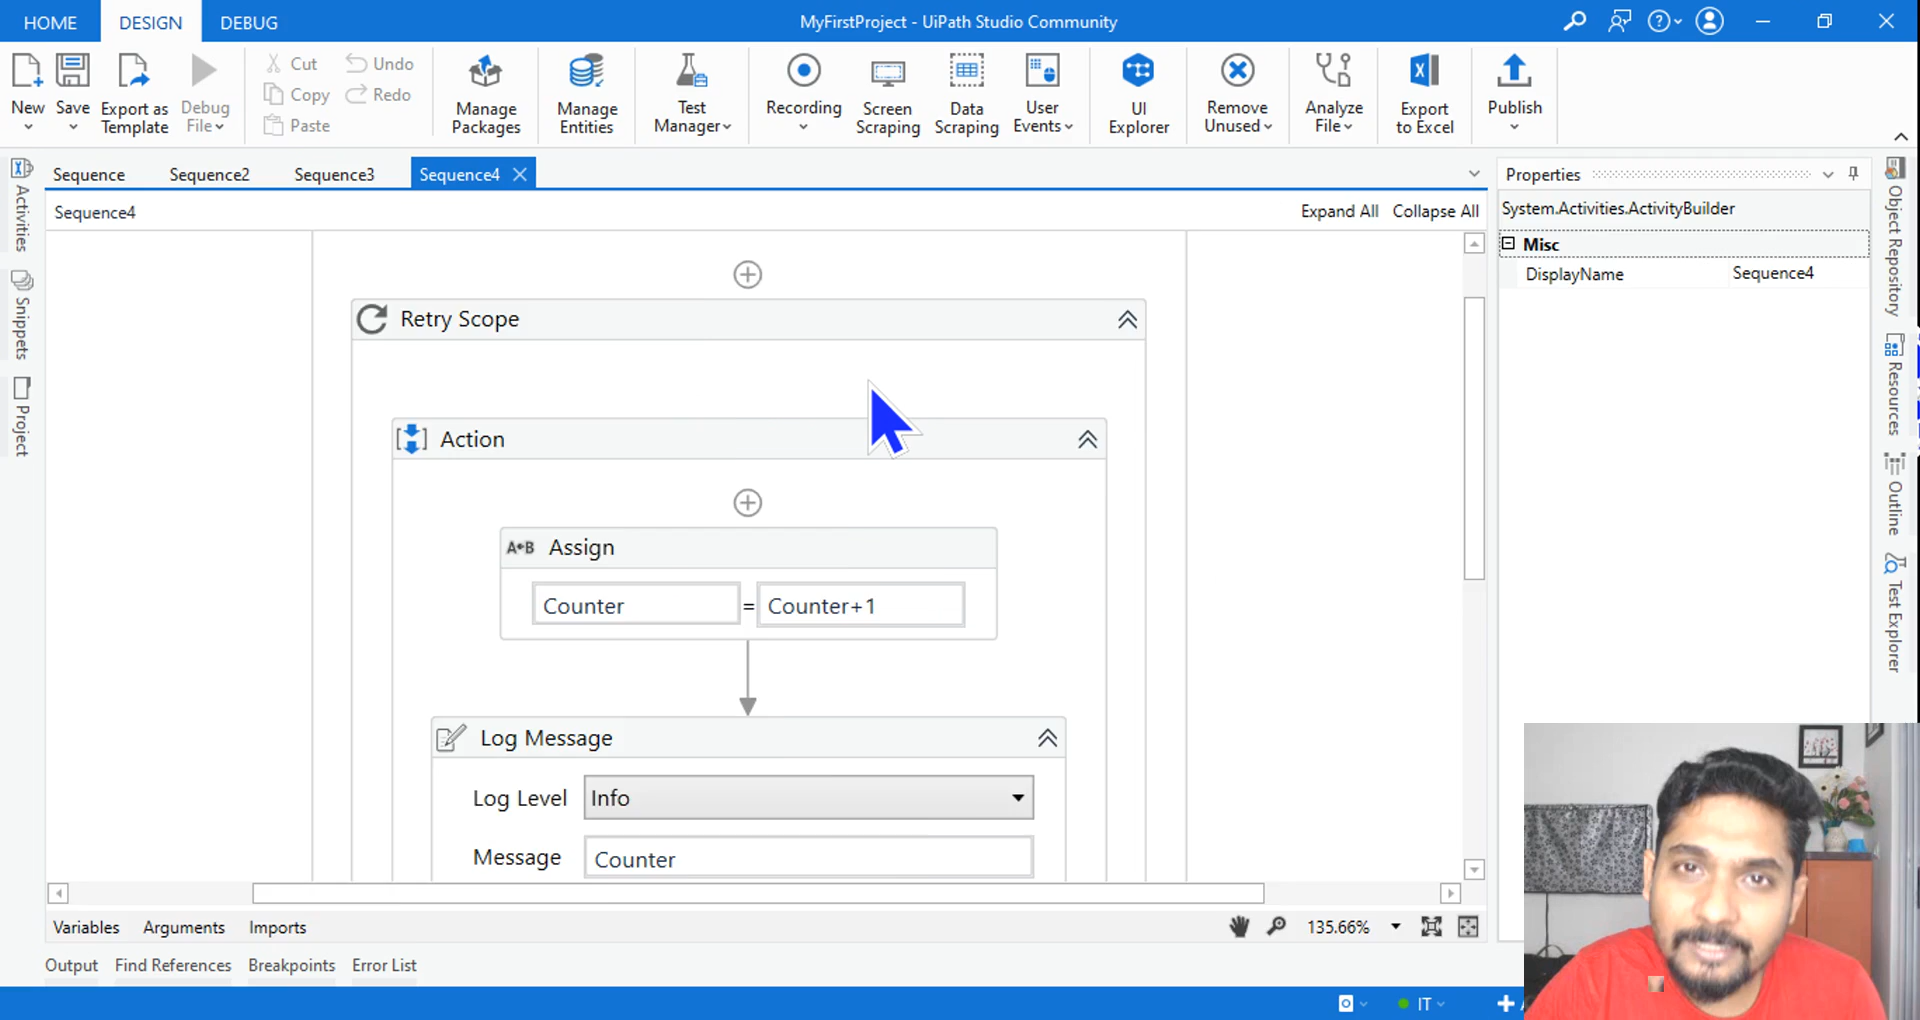 HOME DESIGN DEBUG MyFirstProject - UiPath Studio Community
New Save Export as Template Debug File Cut Copy Paste Undo Redo Manage Packages Manage Entities Test Manager Recording Screen Scraping Data Scraping User Events UI Explorer Remove Unused Analyze File Export to Excel Publish
Sequence Sequence2 Sequence3 Sequence4
Sequence4 Expand All Collapse All
Activities
Snippets
Project
Retry Scope
Action
A B Assign
Counter = Counter+1
Log Message
Log Level Info
Message Counter
Properties
System.Activities.ActivityBuilder
Misc
DisplayName Sequence4
Object Repository
Resources
Outline
Test Explorer
Variables Arguments Imports 135.66%
Output Find References Breakpoints Error List
IT